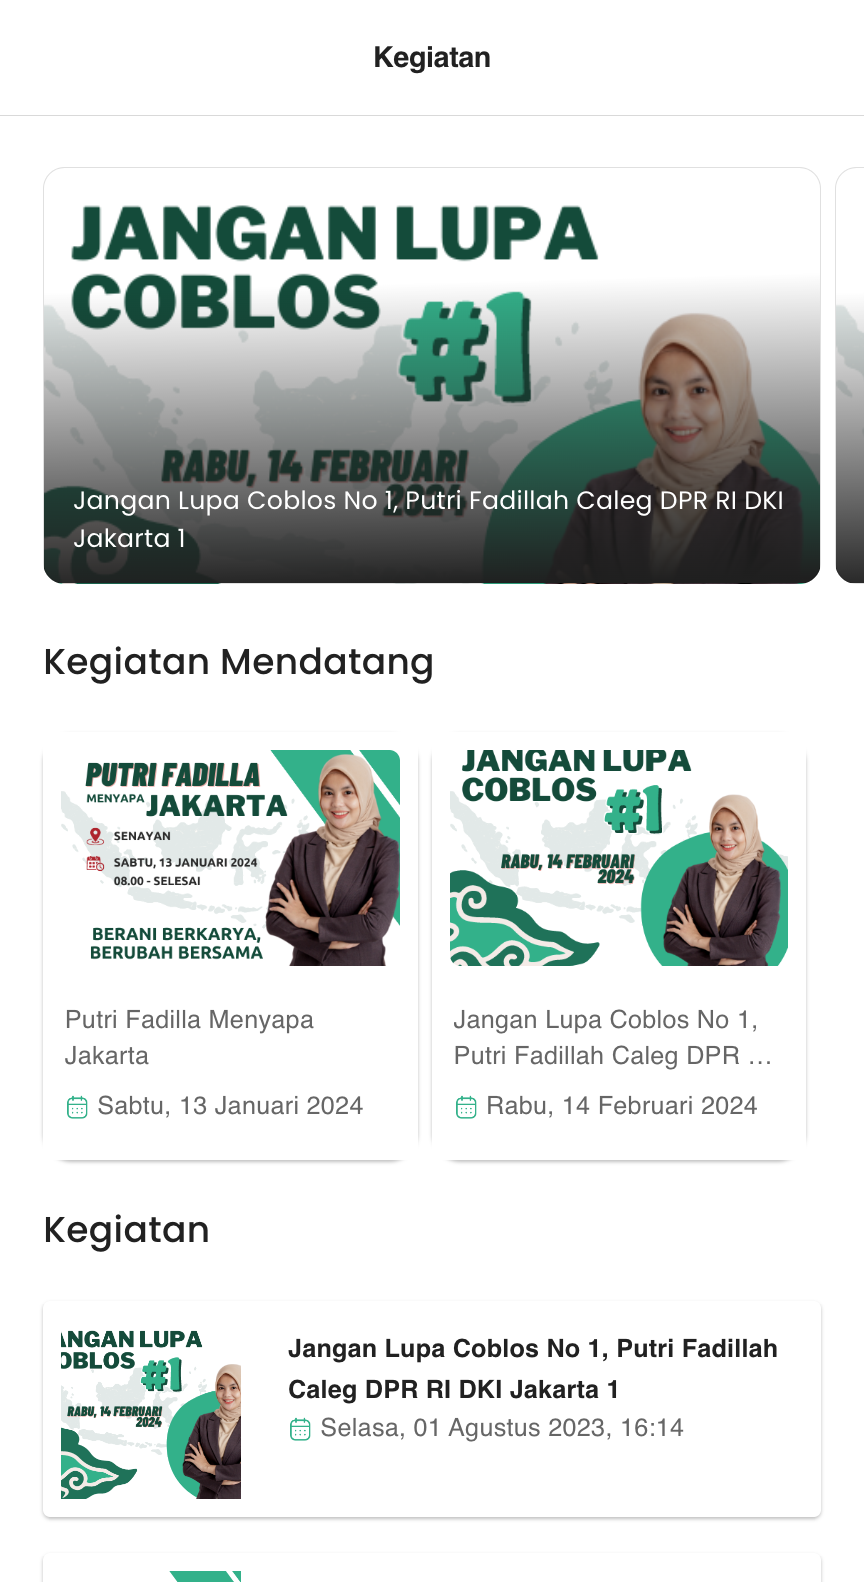 Kegiatan
JANGAN LUPA
COBLOS
#1
RABU, 14 FEBRUARI
2024
Jangan Lupa Coblos No 1, Putri Fadillah Caleg DPR RI DKI
Jakarta 1
Kegiatan Mendatang
PUTRI FADILLA
MENYAPA JAKARTA
SENAYAN
SABTU, 13 JANUARI 2024
08.00 - SELESAI
BERANI BERKARYA,
BERUBAH BERSAMA
Putri Fadilla Menyapa
Jakarta
Sabtu, 13 Januari 2024
JANGAN LUPA
COBLOS
#1
RABU, 14 FEBRUARI
2024
Jangan Lupa Coblos No 1,
Putri Fadillah Caleg DPR ...
Rabu, 14 Februari 2024
Kegiatan
ANGAN LUPA
OBLOS
#1
RABU, 14 FEBRUARI
2024
Jangan Lupa Coblos No 1, Putri Fadillah
Caleg DPR RI DKI Jakarta 1
Selasa, 01 Agustus 2023, 16:14